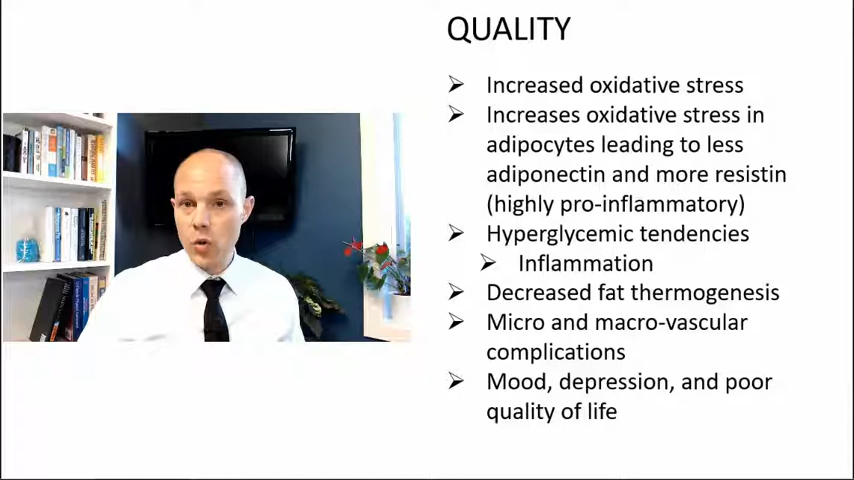 QUALITY
➢ Increased oxidative stress
➢ Increases oxidative stress in
adipocytes leading to less
adiponectin and more resistin
(highly pro-inflammatory)
➢ Hyperglycemic tendencies
➢ Inflammation
➢ Decreased fat thermogenesis
➢ Micro and macro-vascular
complications
➢ Mood, depression, and poor
quality of life